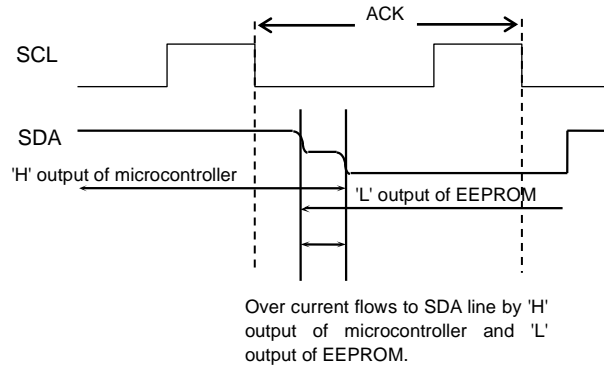 ACK
SCL
SDA
'H' output of microcontroller
'L' output of EEPROM
Over current flows to SDA line by 'H'
output of microcontroller and 'L'
output of EEPROM.